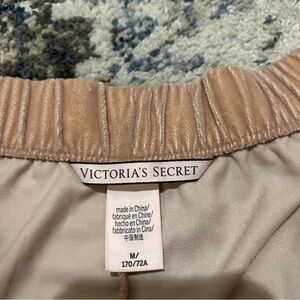 VICTORIA'S SECRET
made in China/
fabriqué en Chine/
hecho en China/
fabbricato in Cina/
中国制造
M/
170/72A